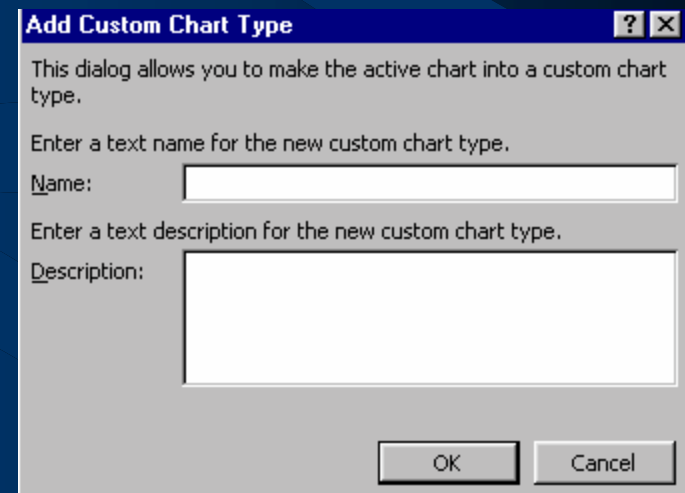 Add Custom Chart Type
This dialog allows you to make the active chart into a custom chart
type.
Enter a text name for the new custom chart type.
Name:
Enter a text description for the new custom chart type.
Description:
OK Cancel